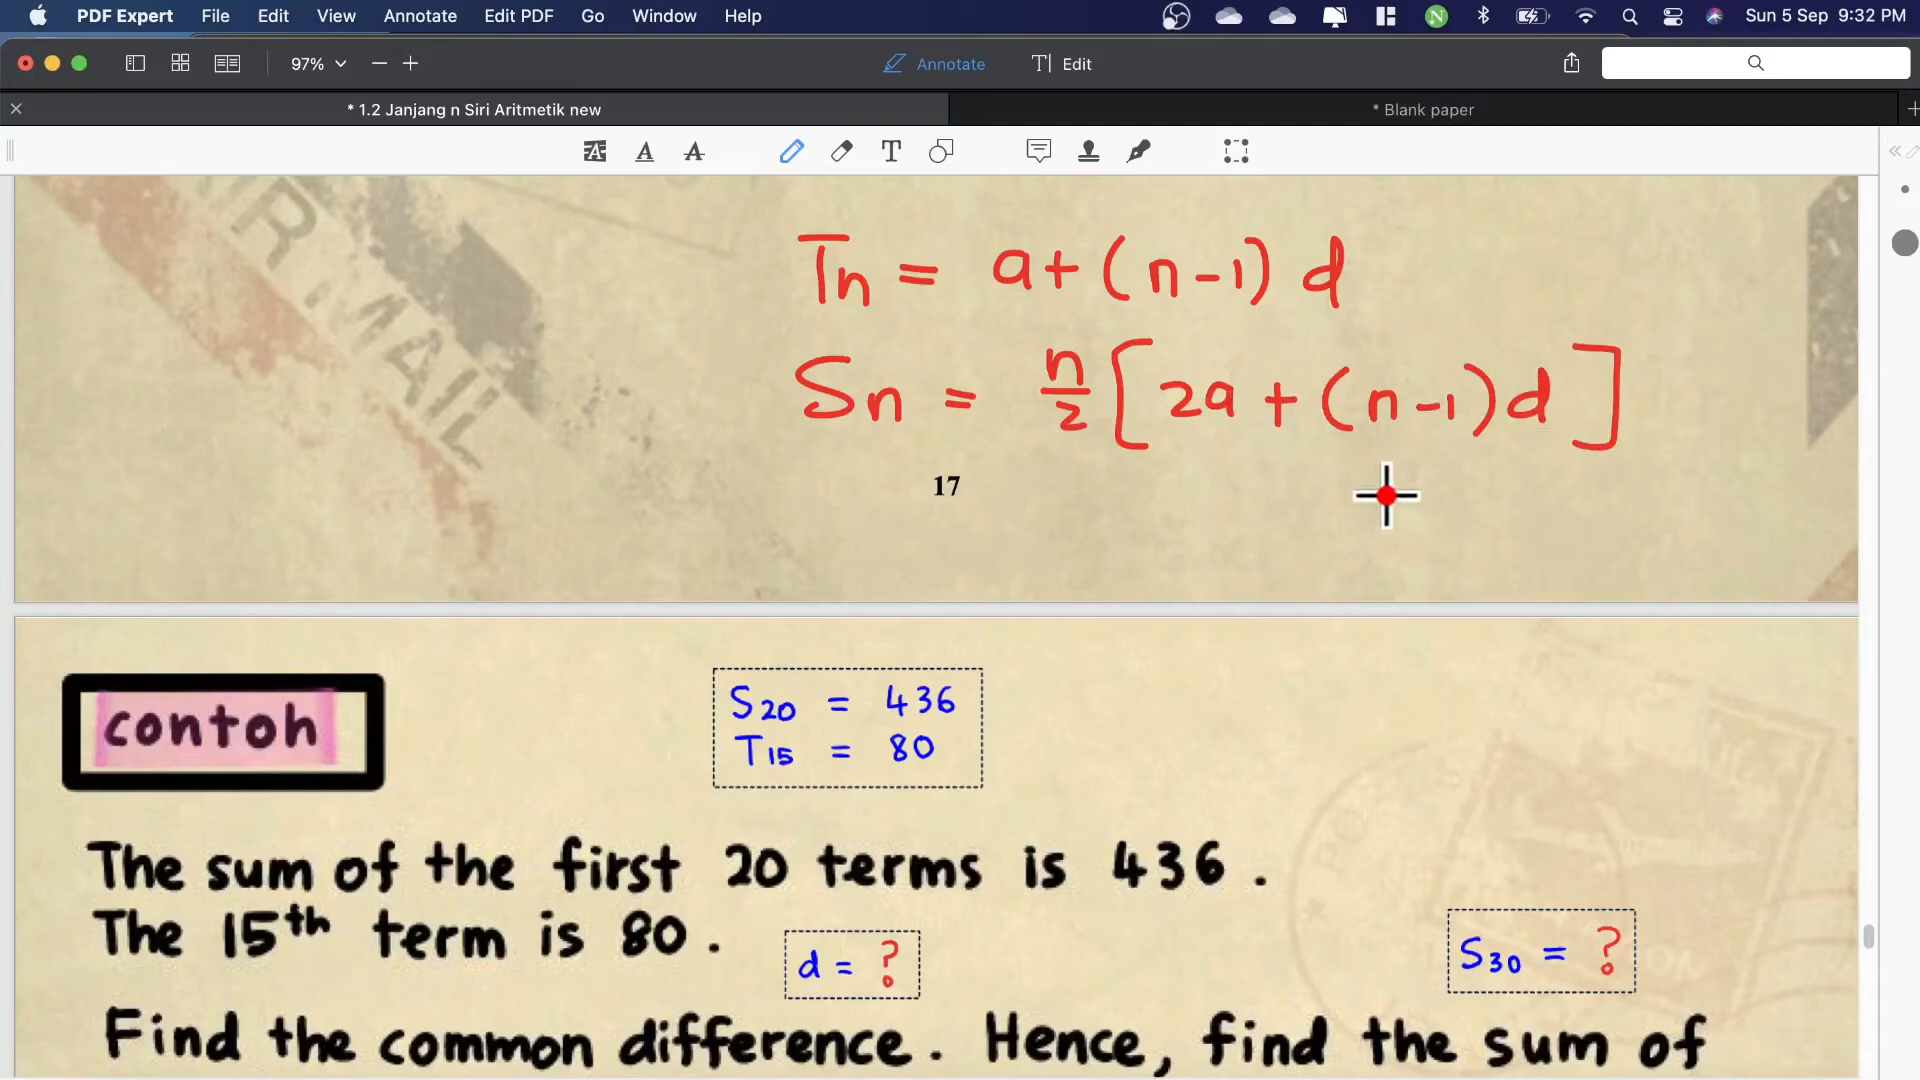 PDF Expert File Edit View Annotate Edit PDF Go Window Help Sun 5 Sep 9:32 PM
97% Annotate Edit
* 1.2 Janjang n Siri Aritmetik new * Blank paper
Tn = a + (n - 1) d
Sn = n/2 [2a + (n - 1) d]
17
AIR MAIL
contoh
S20 = 436
T15 = 80
The sum of the first 20 terms is 436.
The 15th term is 80.
d = ?
S30 = ?
Find the common difference. Hence, find the sum of